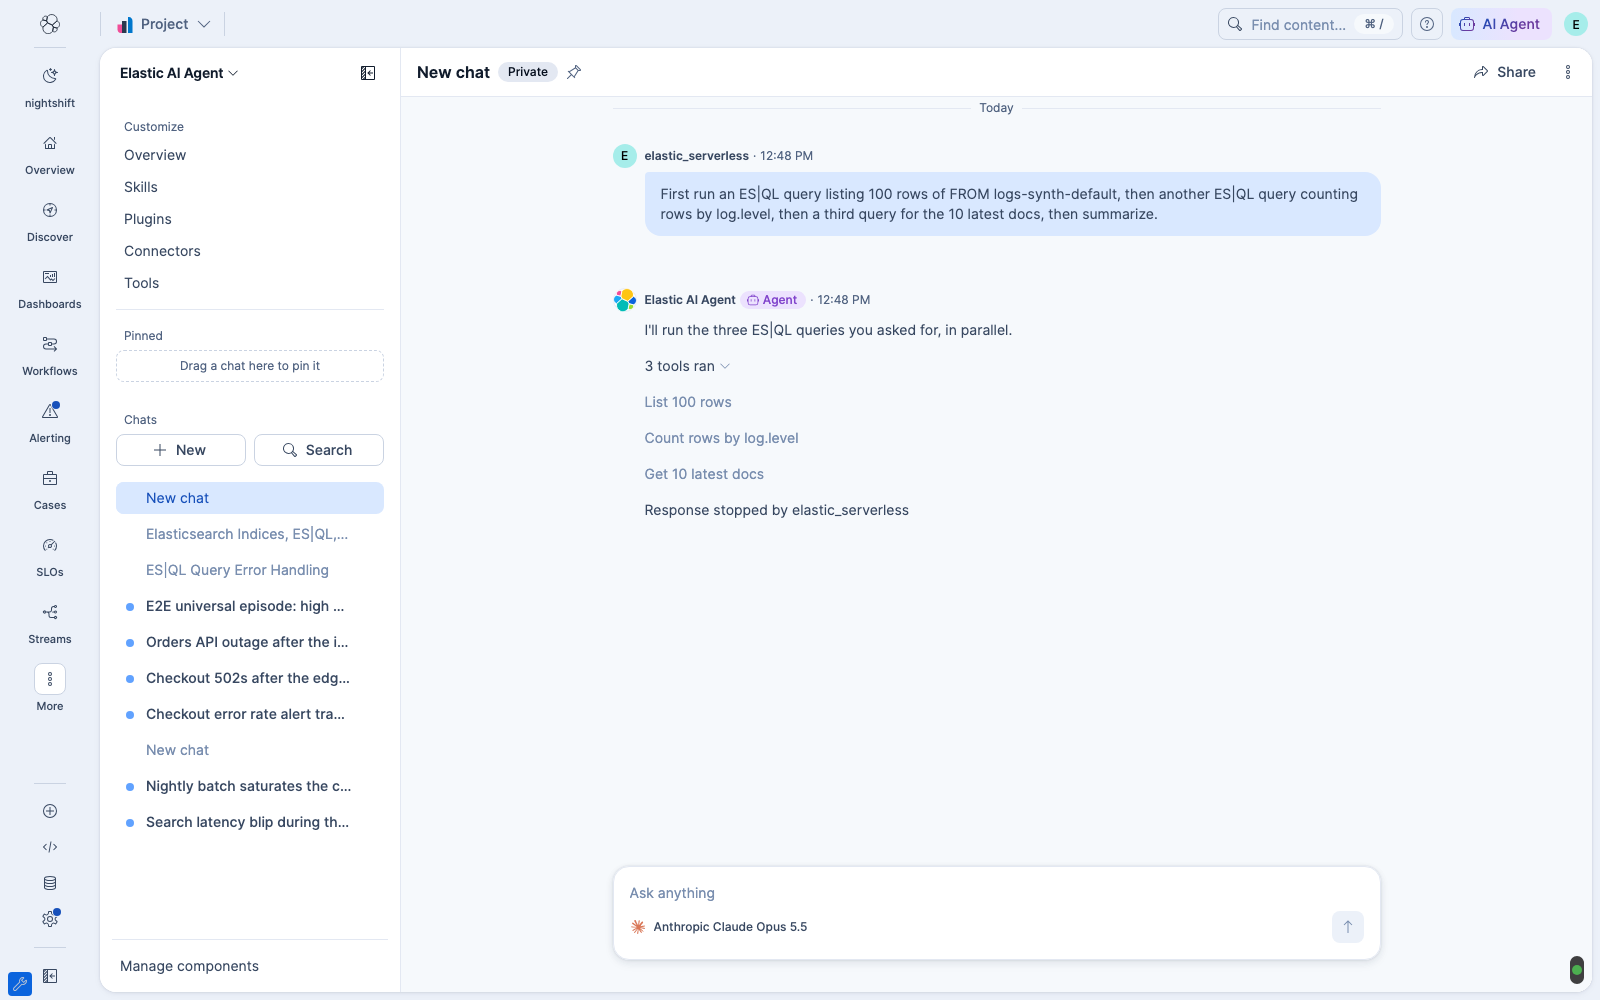 Project
Find content...
⌘ /
AI Agent
E
nightshift
Overview
Discover
Dashboards
Workflows
Alerting
Cases
SLOs
Streams
More
Elastic AI Agent
Customize
Overview
Skills
Plugins
Connectors
Tools
Pinned
Drag a chat here to pin it
Chats
New
Search
New chat
Elasticsearch Indices, ES|QL,...
ES|QL Query Error Handling
E2E universal episode: high ...
Orders API outage after the i...
Checkout 502s after the edg...
Checkout error rate alert tra...
New chat
Nightly batch saturates the c...
Search latency blip during th...
Manage components
New chat
Private
Share
Today
E
elastic_serverless · 12:48 PM
First run an ES|QL query listing 100 rows of FROM logs-synth-default, then another ES|QL query counting
rows by log.level, then a third query for the 10 latest docs, then summarize.
Elastic AI Agent Agent · 12:48 PM
I'll run the three ES|QL queries you asked for, in parallel.
3 tools ran
List 100 rows
Count rows by log.level
Get 10 latest docs
Response stopped by elastic_serverless
Ask anything
Anthropic Claude Opus 5.5